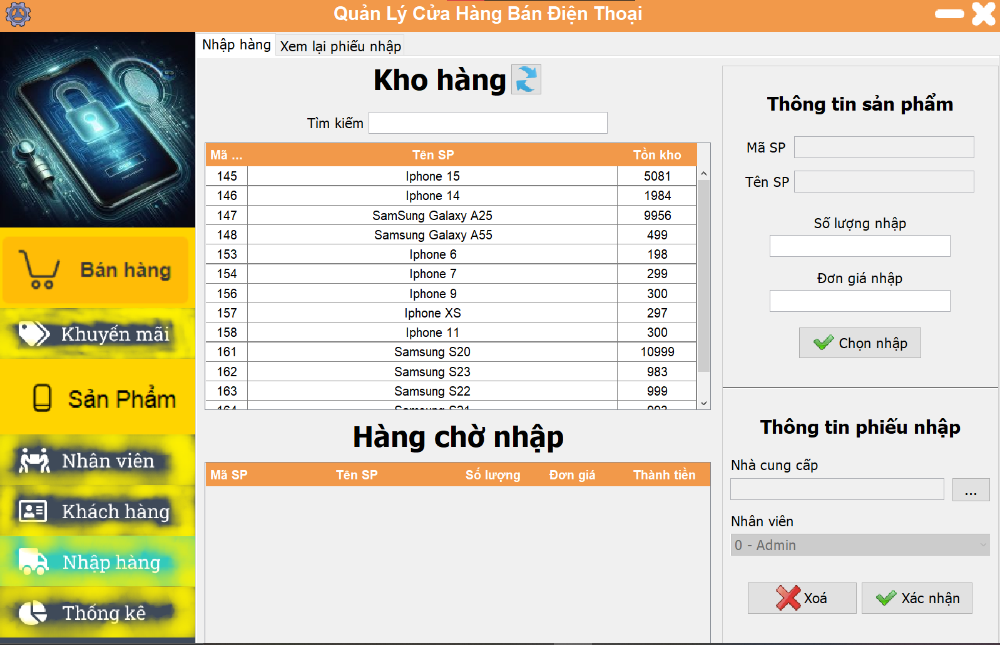 Quản Lý Cửa Hàng Bán Điện Thoại
Nhập hàng
Xem lại phiếu nhập
Bán hàng
Khuyến mãi
Sản Phẩm
Nhân viên
Khách hàng
Nhập hàng
Thống kê
Kho hàng
Tìm kiếm
Mã ... Tên SP Tồn kho
145 Iphone 15 5081
146 Iphone 14 1984
147 SamSung Galaxy A25 9956
148 Samsung Galaxy A55 499
153 Iphone 6 198
154 Iphone 7 299
156 Iphone 9 300
157 Iphone XS 297
158 Iphone 11 300
161 Samsung S20 10999
162 Samsung S23 983
163 Samsung S22 999
Hàng chờ nhập
Mã SP Tên SP Số lượng Đơn giá Thành tiền
Thông tin sản phẩm
Mã SP
Tên SP
Số lượng nhập
Đơn giá nhập
Chọn nhập
Thông tin phiếu nhập
Nhà cung cấp
...
Nhân viên
0 - Admin
Xoá
Xác nhận